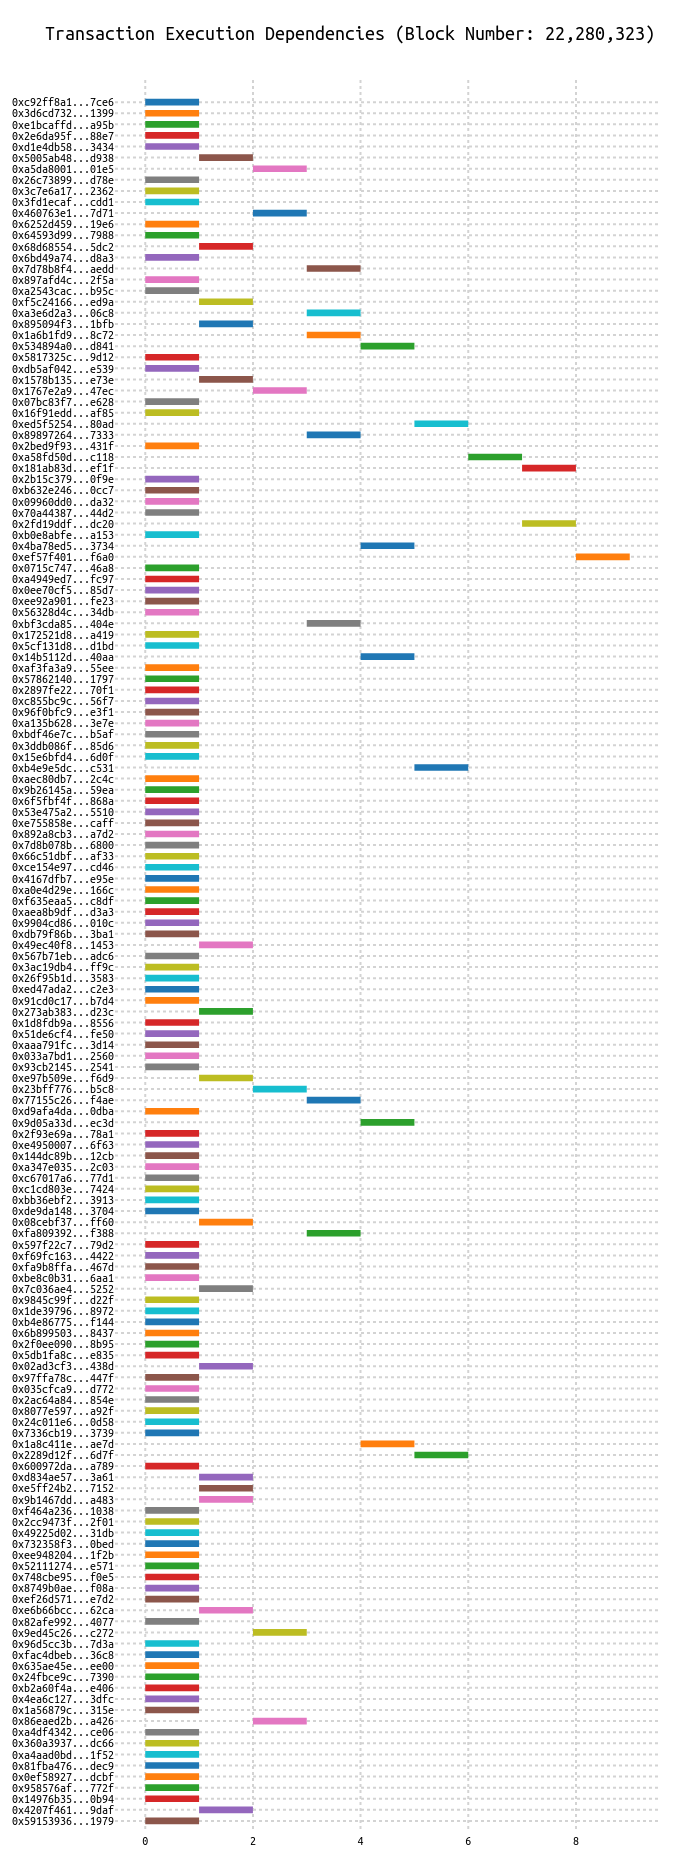 Transaction Execution Dependencies (Block Number: 22,280,323)
0xc92ff8a1...7ce6
0x3d6cd732...1399
0xe1bcaffd...a95b
0x2e6da95f...88e7
0xd1e4db58...3434
0x5005ab48...d938
0xa5da8001...01e5
0x26c73899...d78e
0x3c7e6a17...2362
0x3fd1ecaf...cdd1
0x460763e1...7d71
0x6252d459...19e6
0x64593d99...7988
0x68d68554...5dc2
0x6bd49a74...d8a3
0x7d78b8f4...aedd
0x897afd4c...2f5a
0xa2543cac...b95c
0xf5c24166...ed9a
0xa3e6d2a3...06c8
0x895094f3...1bfb
0x1a6b1fd9...8c72
0x534894a0...d841
0x5817325c...9d12
0xdb5af042...e539
0x1578b135...e73e
0x1767e2a9...47ec
0x07bc83f7...e628
0x16f91edd...af85
0xed5f5254...80ad
0x89897264...7333
0x2bed9f93...431f
0xa58fd50d...c118
0x181ab83d...ef1f
0x2b15c379...0f9e
0xb632e246...0cc7
0x09960dd0...da32
0x70a44387...44d2
0x2fd19ddf...dc20
0xb0e8abfe...a153
0x4ba78ed5...3734
0xef57f401...f6a0
0x0715c747...46a8
0xa4949ed7...fc97
0x0ee70cf5...85d7
0xee92a901...fe23
0x56328d4c...34db
0xbf3cda85...404e
0x172521d8...a419
0x5cf131d8...d1bd
0x14b5112d...40aa
0xaf3fa3a9...55ee
0x57862140...1797
0x2897fe22...70f1
0xc855bc9c...56f7
0x96f0bfc9...e3f1
0xa135b628...3e7e
0xbdf46e7c...b5af
0x3ddb086f...85d6
0x15e6bfd4...6d0f
0xb4e9e5dc...c531
0xaec80db7...2c4c
0x9b26145a...59ea
0x6f5fbf4f...868a
0x53e475a2...5510
0xe755858e...caff
0x892a8cb3...a7d2
0x7d8b078b...6800
0x66c51dbf...af33
0xce154e97...cd46
0x4167dfb7...e95e
0xa0e4d29e...166c
0xf635eaa5...c8df
0xaea8b9df...d3a3
0x9904cd86...010c
0xdb79f86b...3ba1
0x49ec40f8...1453
0x567b71eb...adc6
0x3ac19db4...ff9c
0x26f95b1d...3583
0xed47ada2...c2e3
0x91cd0c17...b7d4
0x273ab383...d23c
0x1d8fdb9a...8556
0x51de6cf4...fe50
0xaaa791fc...3d14
0x033a7bd1...2560
0x93cb2145...2541
0xe97b509e...f6d9
0x23bff776...b5c8
0x77155c26...f4ae
0xd9afa4da...0dba
0x9d05a33d...ec3d
0x2f93e69a...78a1
0xe4950007...6f63
0x144dc89b...12cb
0xa347e035...2c03
0xc67017a6...77d1
0xc1cd803e...7424
0xbb36ebf2...3913
0xde9da148...3704
0x08cebf37...ff60
0xfa809392...f388
0x597f22c7...79d2
0xf69fc163...4422
0xfa9b8ffa...467d
0xbe8c0b31...6aa1
0x7c036ae4...5252
0x9845c99f...d22f
0x1de39796...8972
0xb4e86775...f144
0x6b899503...8437
0x2f0ee090...8b95
0x5db1fa8c...e835
0x02ad3cf3...438d
0x97ffa78c...447f
0x035cfca9...d772
0x2ac64a84...854e
0x8077e597...a92f
0x24c011e6...0d58
0x7336cb19...3739
0x1a8c411e...ae7d
0x2289d12f...6d7f
0x600972da...a789
0xd834ae57...3a61
0xe5ff24b2...7152
0x9b1467dd...a483
0xf464a236...1038
0x2cc9473f...2f01
0x49225d02...31db
0x732358f3...0bed
0xee948204...1f2b
0x52111274...e571
0x748cbe95...f0e5
0x8749b0ae...f08a
0xef26d571...e7d2
0xe6b66bcc...62ca
0x82afe992...4077
0x9ed45c26...c272
0x96d5cc3b...7d3a
0xfac4dbeb...36c8
0x635ae45e...ee00
0x24fbce9c...7390
0xb2a60f4a...e406
0x4ea6c127...3dfc
0x1a56879c...315e
0x86eaed2b...a426
0xa4df4342...ce06
0x360a3937...dc66
0xa4aad0bd...1f52
0x81fba476...dec9
0x0ef58927...dcbf
0x958576af...772f
0x14976b35...0b94
0x4207f461...9daf
0x59153936...1979
0 2 4 6 8